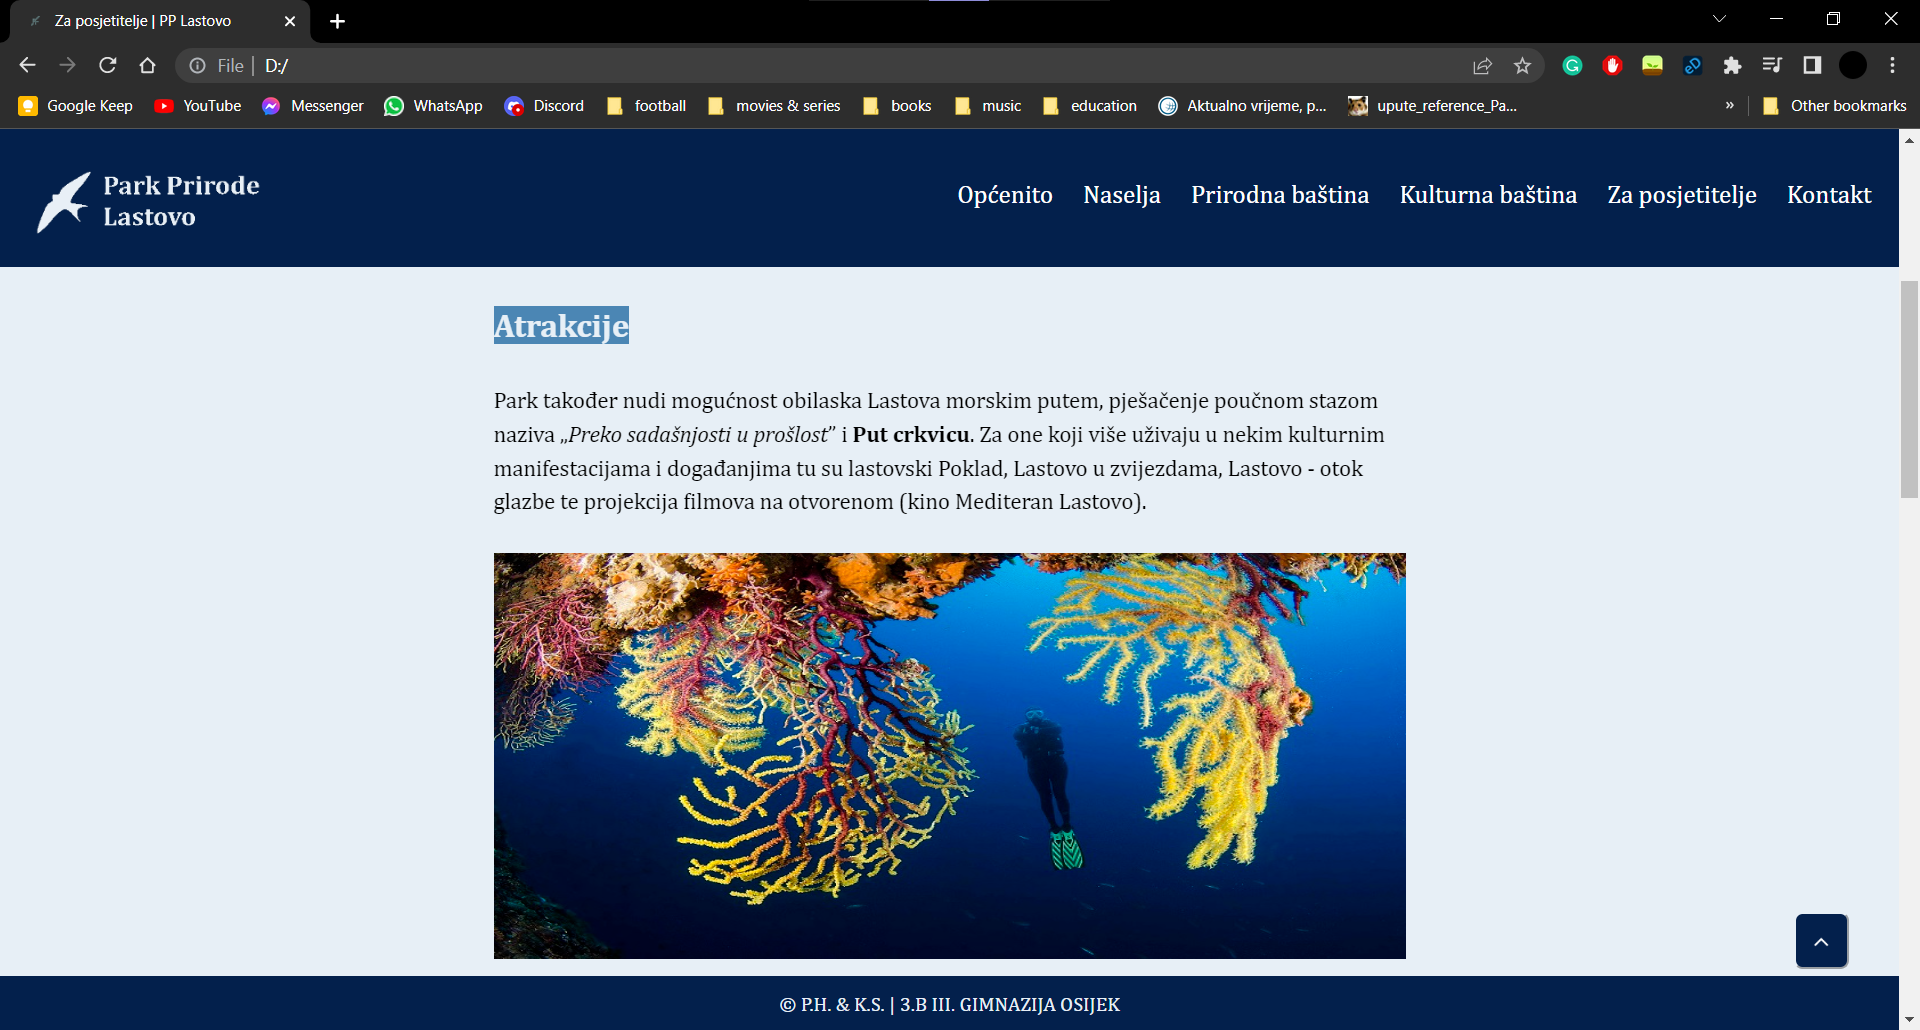 Za posjetitelje | PP Lastovo
File | D:/
Google Keep YouTube Messenger WhatsApp Discord football movies & series books music education Aktualno vrijeme, p... upute_reference_Pa... » Other bookmarks
Park Prirode
Lastovo
Općenito Naselja Prirodna baština Kulturna baština Za posjetitelje Kontakt
Atrakcije
Park također nudi mogućnost obilaska Lastova morskim putem, pješačenje poučnom stazom
naziva „Preko sadašnjosti u prošlost” i Put crkvicu. Za one koji više uživaju u nekim kulturnim
manifestacijama i događanjima tu su lastovski Poklad, Lastovo u zvijezdama, Lastovo - otok
glazbe te projekcija filmova na otvorenom (kino Mediteran Lastovo).
© P.H. & K.S. | 3.B III. GIMNAZIJA OSIJEK